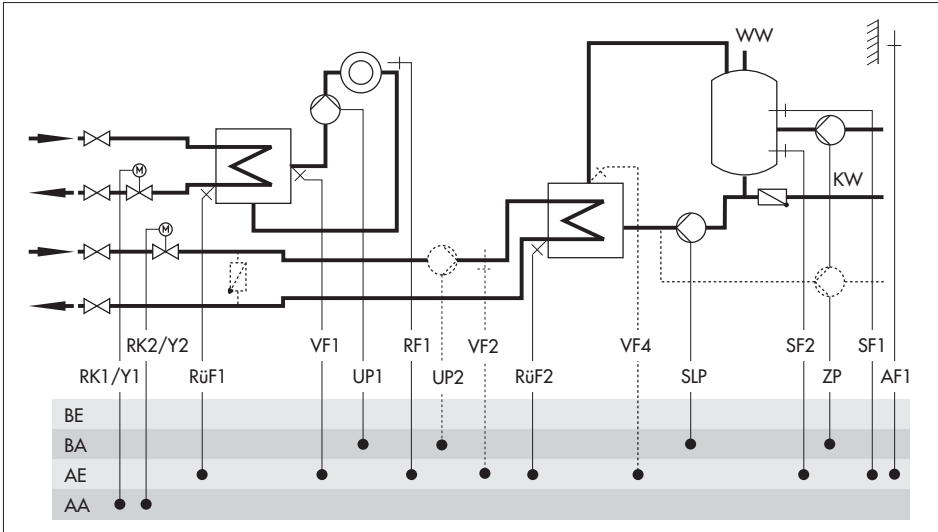 WW
M
KW
M
RK2/Y2 VF1 RF1 VF2 VF4 SF2 SF1
RK1/Y1 RüF1 UP1 UP2 RüF2 SLP ZP AF1
BE
BA
AE
AA